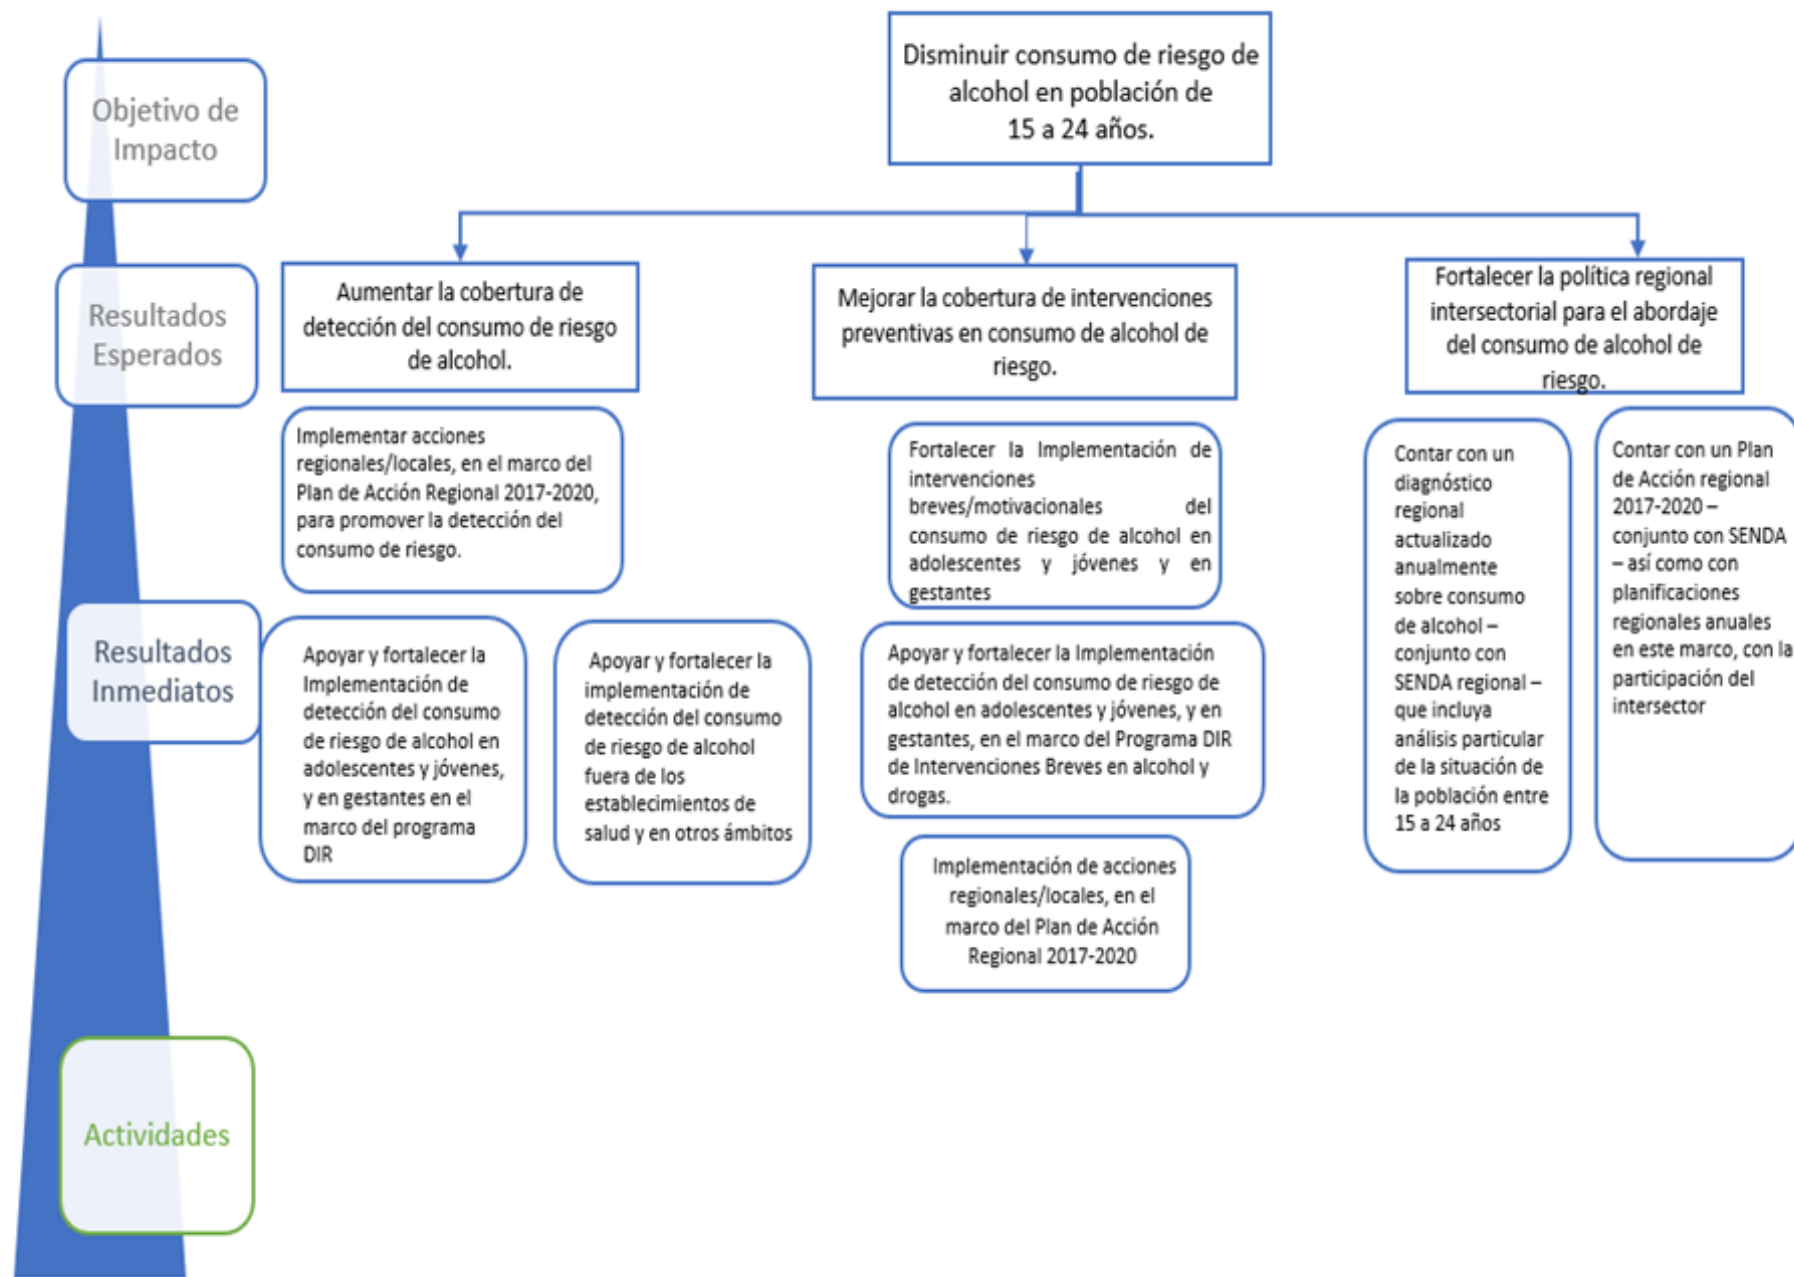 Objetivo de
Impacto
Disminuir consumo de riesgo de
alcohol en población de
15 a 24 años.
Resultados
Esperados
Aumentar la cobertura de
detección del consumo de riesgo
de alcohol.
Mejorar la cobertura de intervenciones
preventivas en consumo de alcohol de
riesgo.
Fortalecer la política regional
intersectorial para el abordaje
del consumo de alcohol de
riesgo.
Implementar acciones
regionales/locales, en el marco del
Plan de Acción Regional 2017-2020,
para promover la detección del
consumo de riesgo.
Fortalecer la Implementación de
intervenciones
breves/motivacionales del
consumo de riesgo de alcohol en
adolescentes y jóvenes y en
gestantes
Contar con un
diagnóstico
regional
actualizado
anualmente
sobre consumo
de alcohol –
conjunto con
SENDA regional –
que incluya
análisis particular
de la situación de
la población entre
15 a 24 años
Contar con un Plan
de Acción regional
2017-2020 –
conjunto con SENDA
– así como con
planificaciones
regionales anuales
en este marco, con la
participación del
intersector
Resultados
Inmediatos
Apoyar y fortalecer la
Implementación de
detección del consumo
de riesgo de alcohol en
adolescentes y jóvenes,
y en gestantes en el
marco del programa
DIR
Apoyar y fortalecer la
implementación de
detección del consumo
de riesgo de alcohol
fuera de los
establecimientos de
salud y en otros ámbitos
Apoyar y fortalecer la Implementación
de detección del consumo de riesgo de
alcohol en adolescentes y jóvenes, y en
gestantes, en el marco del Programa DIR
de Intervenciones Breves en alcohol y
drogas.
Implementación de acciones
regionales/locales, en el
marco del Plan de Acción
Regional 2017-2020
Actividades